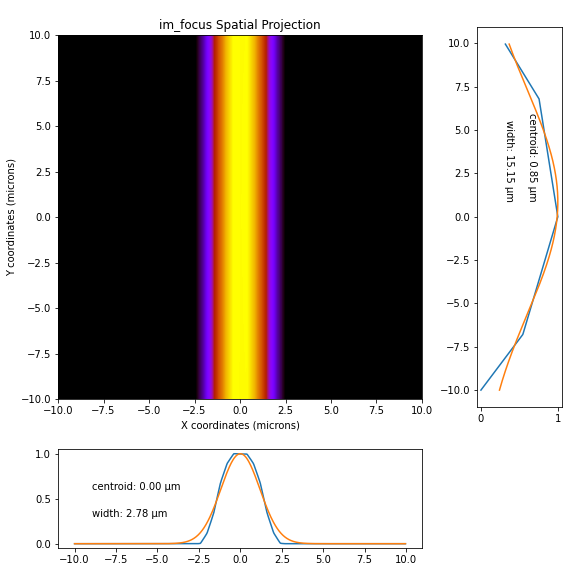 im_focus Spatial Projection
10.0
7.5
5.0
2.5
0.0
−2.5
−5.0
−7.5
−10.0
Y coordinates (microns)
−10.0 −7.5 −5.0 −2.5 0.0 2.5 5.0 7.5 10.0
X coordinates (microns)
10.0
7.5
5.0
2.5
0.0
−2.5
−5.0
−7.5
−10.0
0 1
centroid: 0.85 μm
width: 15.15 μm
1.0
0.5
0.0
centroid: 0.00 μm
width: 2.78 μm
−10.0 −7.5 −5.0 −2.5 0.0 2.5 5.0 7.5 10.0